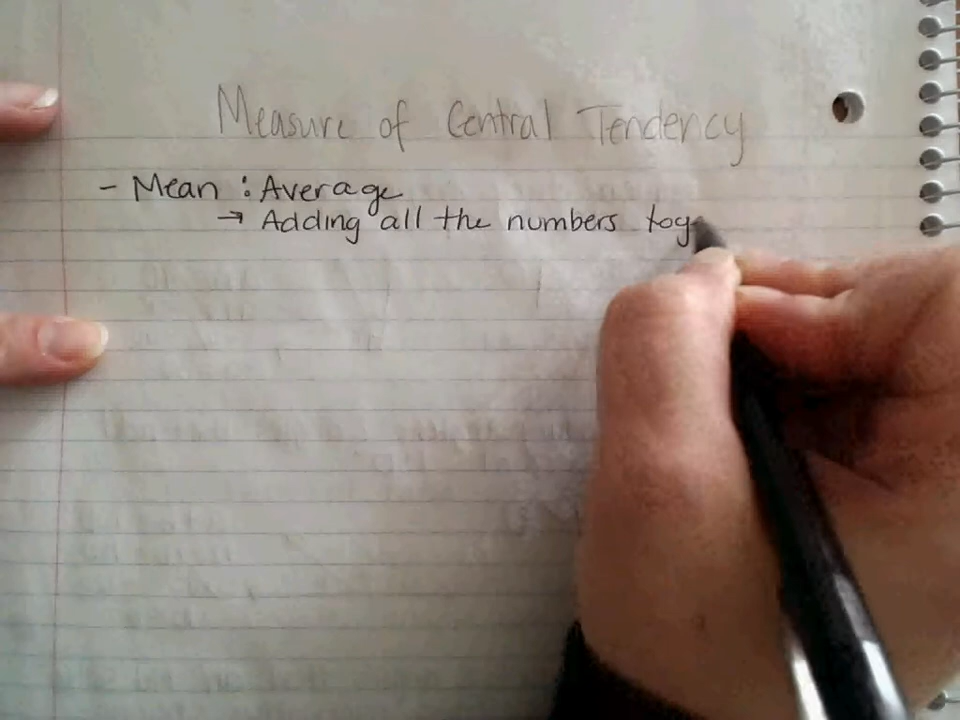 Measure of Central Tendency
- Mean : Average
→ Adding all the numbers tog